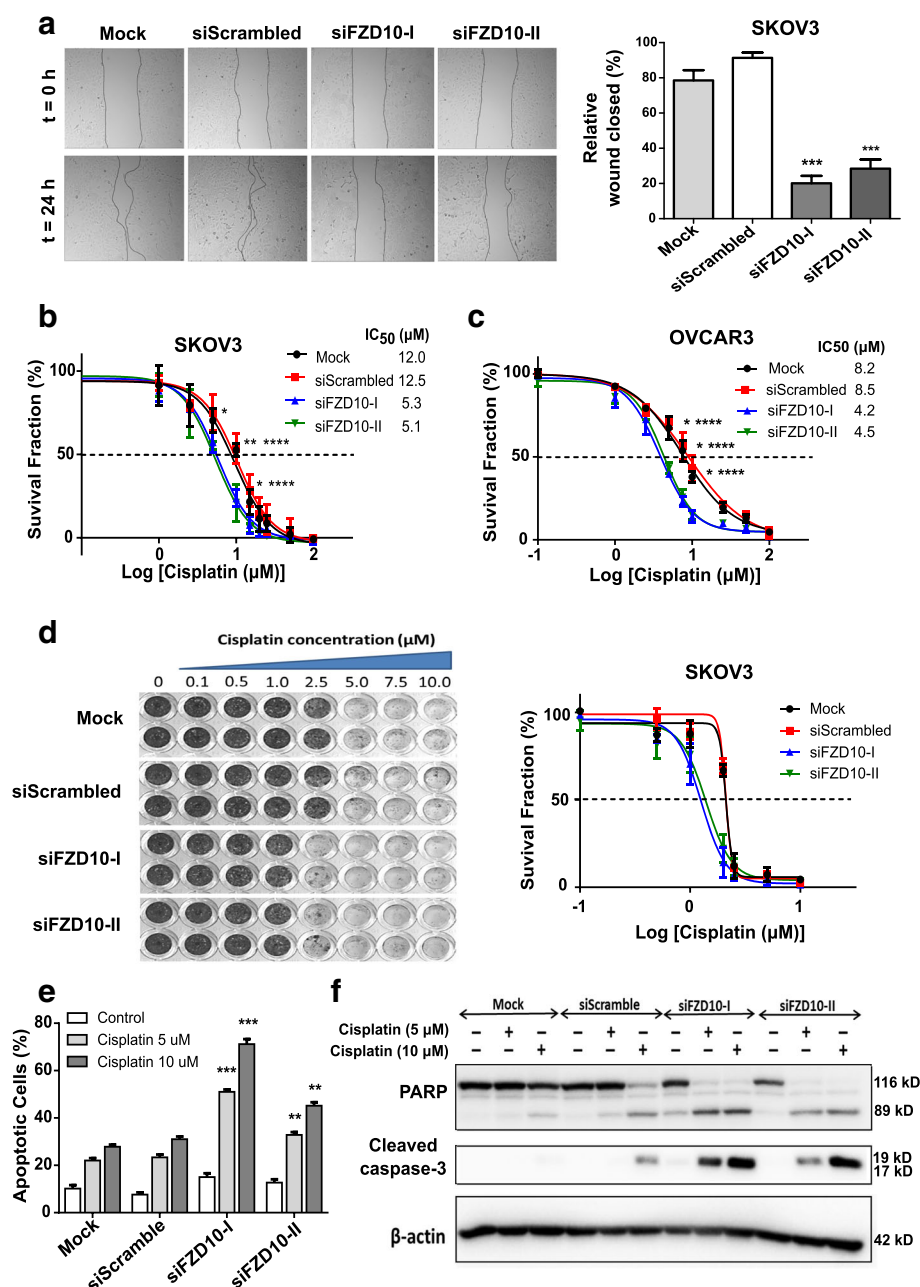 a
Mock siScrambled siFZD10-I siFZD10-II
t = 0 h
t = 24 h
SKOV3
Relative
wound closed (%)
100
80
60
40
20
0
*** ***
Mock siScrambled siFZD10-I siFZD10-II
b
SKOV3
IC50 (µM)
Mock 12.0
siScrambled 12.5
siFZD10-I 5.3
siFZD10-II 5.1
Suvival Fraction (%)
100
50
0
*
** ****
* ****
0 1 2
Log [Cisplatin (µM)]
c
OVCAR3
IC50 (µM)
Mock 8.2
siScrambled 8.5
siFZD10-I 4.2
siFZD10-II 4.5
Suvival Fraction (%)
100
50
0
* ****
* ****
* ****
-1 0 1 2
Log [Cisplatin (µM)]
d
Cisplatin concentration (µM)
0 0.1 0.5 1.0 2.5 5.0 7.5 10.0
Mock
siScrambled
siFZD10-I
siFZD10-II
SKOV3
Mock
siScrambled
siFZD10-I
siFZD10-II
Suvival Fraction (%)
100
50
0
-1 0 1
Log [Cisplatin (µM)]
e
Control
Cisplatin 5 uM
Cisplatin 10 uM
Apoptotic Cells (%)
80
60
40
20
0
*** *** ** **
Mock siScramble siFZD10-I siFZD10-II
f
Mock siScramble siFZD10-I siFZD10-II
Cisplatin (5 µM) – + – – + – – + – – + –
Cisplatin (10 µM) – – + – – + – – + – – +
PARP
116 kD
89 kD
Cleaved
caspase-3
19 kD
17 kD
β-actin
42 kD